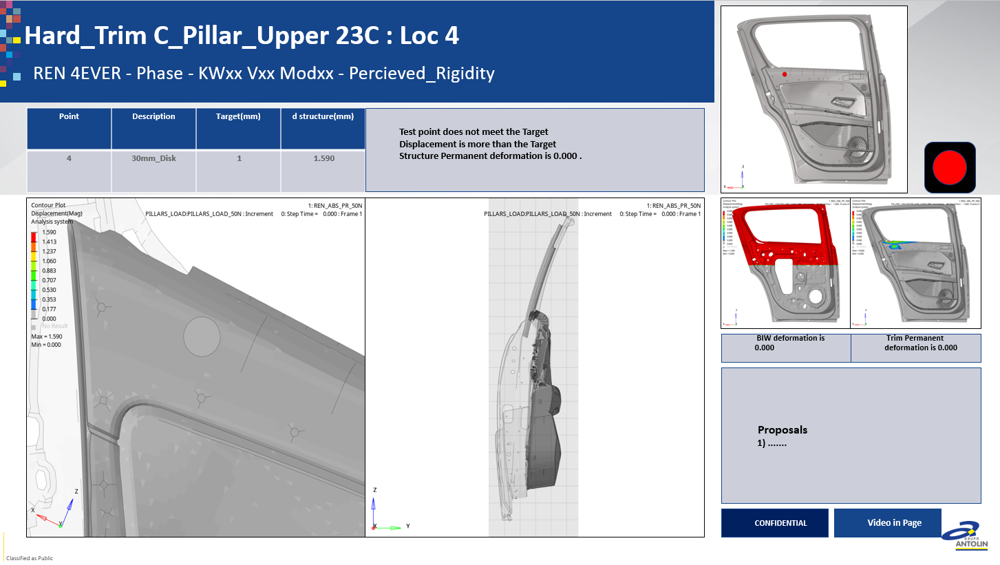 Hard_Trim C_Pillar_Upper 23C : Loc 4
REN 4EVER - Phase - KWxx Vxx Modxx - Percieved_Rigidity
Point Description Target(mm) d structure(mm)
4 30mm_Disk 1 1.590
Test point does not meet the Target
Displacement is more than the Target
Structure Permanent deformation is 0.000 .
Contour Plot
Displacement(Mag)
Analysis system
1.590
1.413
1.237
1.060
0.883
0.707
0.530
0.353
0.177
0.000
No Result
Max = 1.590
Min = 0.000
1: REN_ABS_PR_50N
PILLARS_LOAD:PILLARS_LOAD_50N : Increment 0: Step Time = 0.000 : Frame 1
Z
X
Y
1: REN_ABS_PR_50N
PILLARS_LOAD:PILLARS_LOAD_50N : Increment 0: Step Time = 0.000 : Frame 1
Z
X
Y
Z
X
BIW deformation is
0.000
Trim Permanent
deformation is 0.000
Proposals
1) .......
CONFIDENTIAL
Video in Page
GRUPO
ANTOLIN
Classified as Public